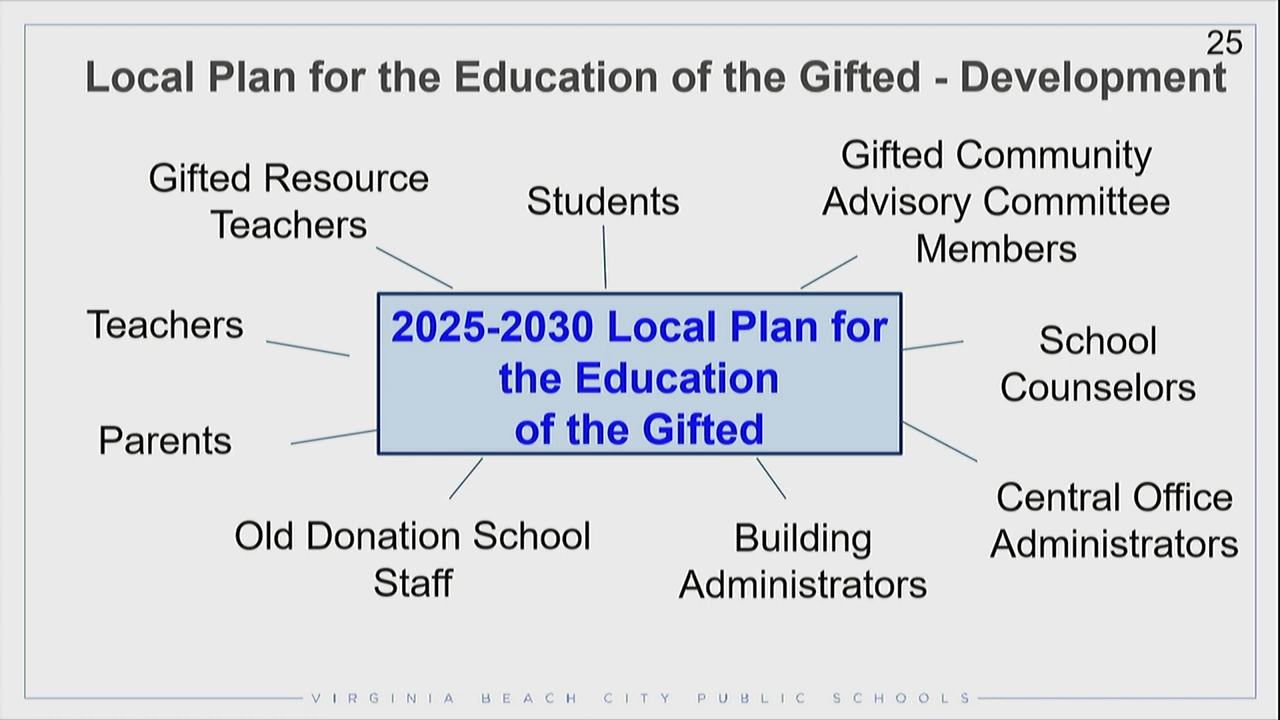 25
Local Plan for the Education of the Gifted - Development
Gifted Resource
Teachers
Students
Gifted Community
Advisory Committee
Members
Teachers
2025-2030 Local Plan for
the Education
of the Gifted
School
Counselors
Parents
Central Office
Administrators
Old Donation School
Staff
Building
Administrators
VIRGINIA BEACH CITY PUBLIC SCHOOLS